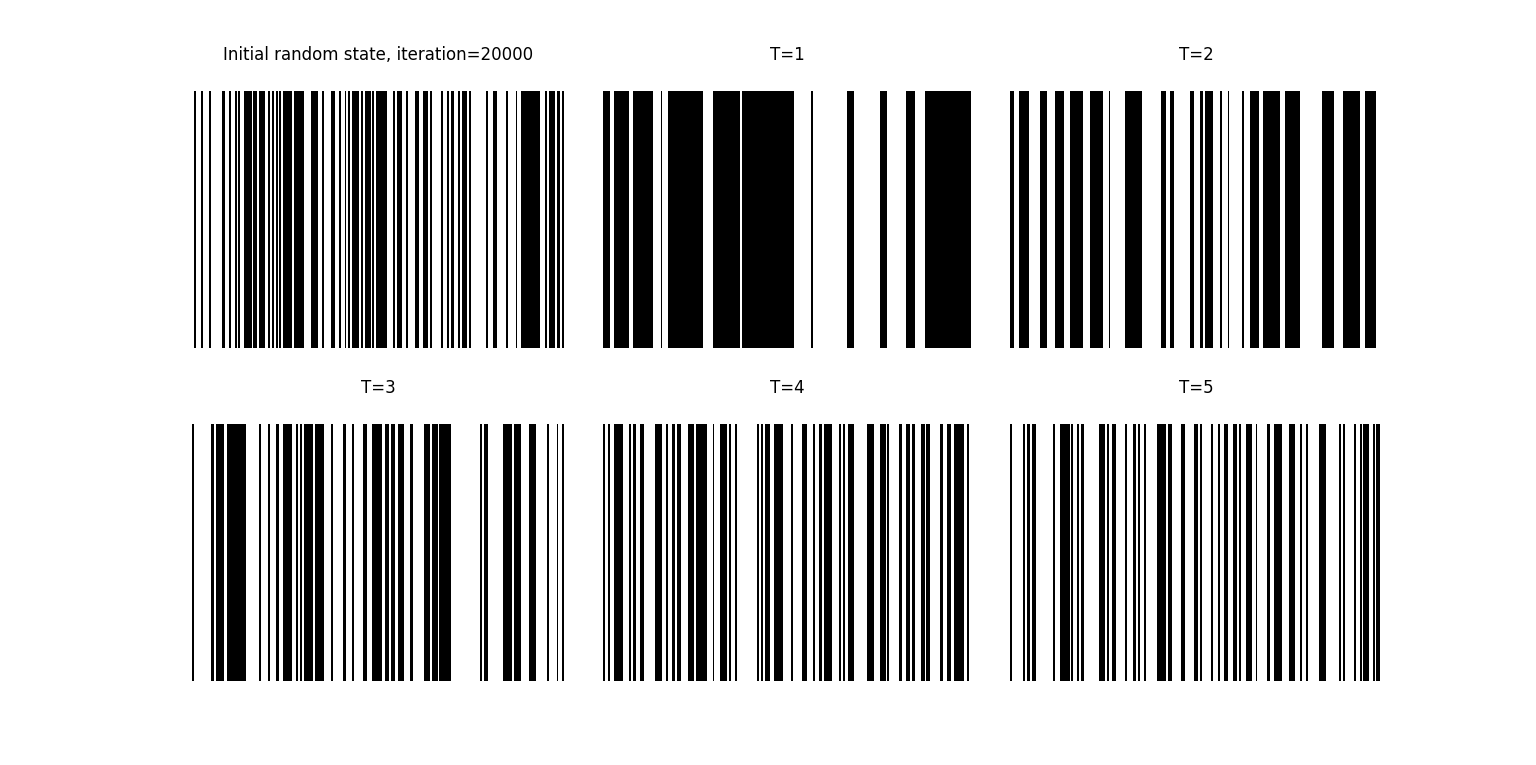 Initial random state, iteration=20000
T=1
T=2
T=3
T=4
T=5